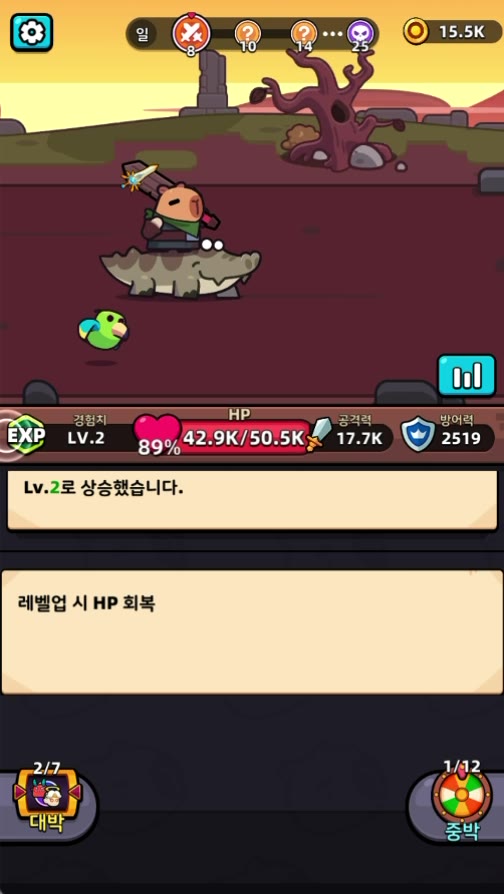 일
8
10
14
25
15.5K
EXP
경험치
LV.2
89%
HP
42.9K/50.5K
공격력
17.7K
방어력
2519
Lv.2로 상승했습니다.
레벨업 시 HP 회복
2/7
대박
1/12
중박